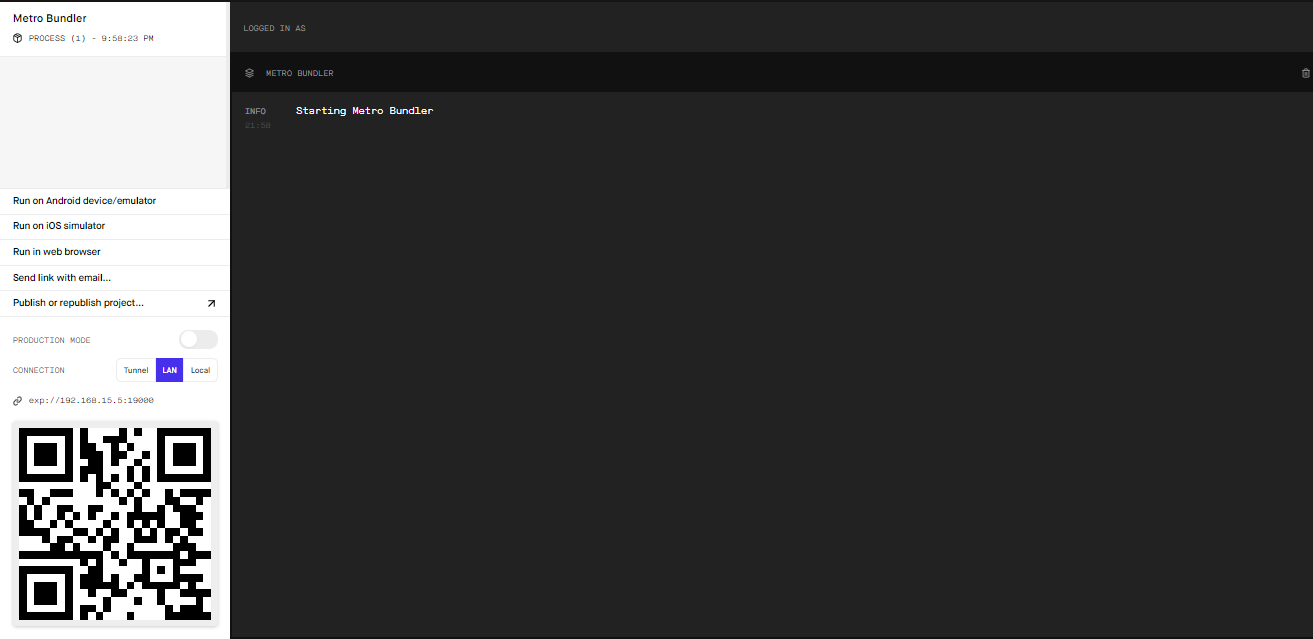 Metro Bundler
PROCESS (1) - 9:58:23 PM
Run on Android device/emulator
Run on iOS simulator
Run in web browser
Send link with email...
Publish or republish project...
PRODUCTION MODE
CONNECTION
Tunnel LAN Local
exp://192.168.15.5:19000
LOGGED IN AS
METRO BUNDLER
INFO Starting Metro Bundler
21:58